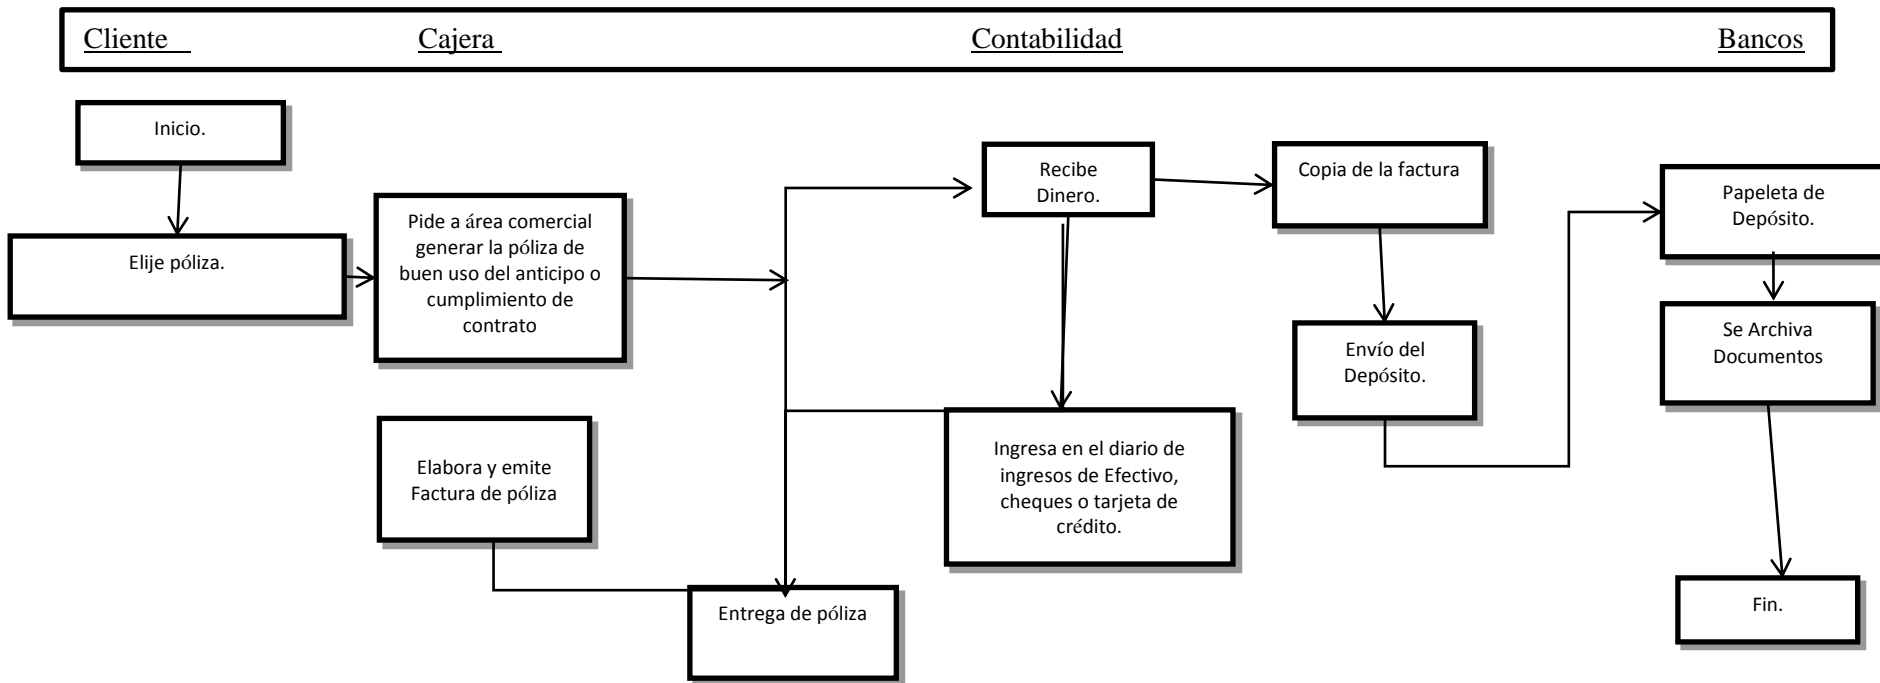 Cliente Cajera Contabilidad Bancos
Inicio.
Elije póliza.
Pide a área comercial
generar la póliza de
buen uso del anticipo o
cumplimiento de
contrato
Elabora y emite
Factura de póliza
Entrega de póliza
Recibe
Dinero.
Ingresa en el diario de
ingresos de Efectivo,
cheques o tarjeta de
crédito.
Copia de la factura
Envío del
Depósito.
Papeleta de
Depósito.
Se Archiva
Documentos
Fin.